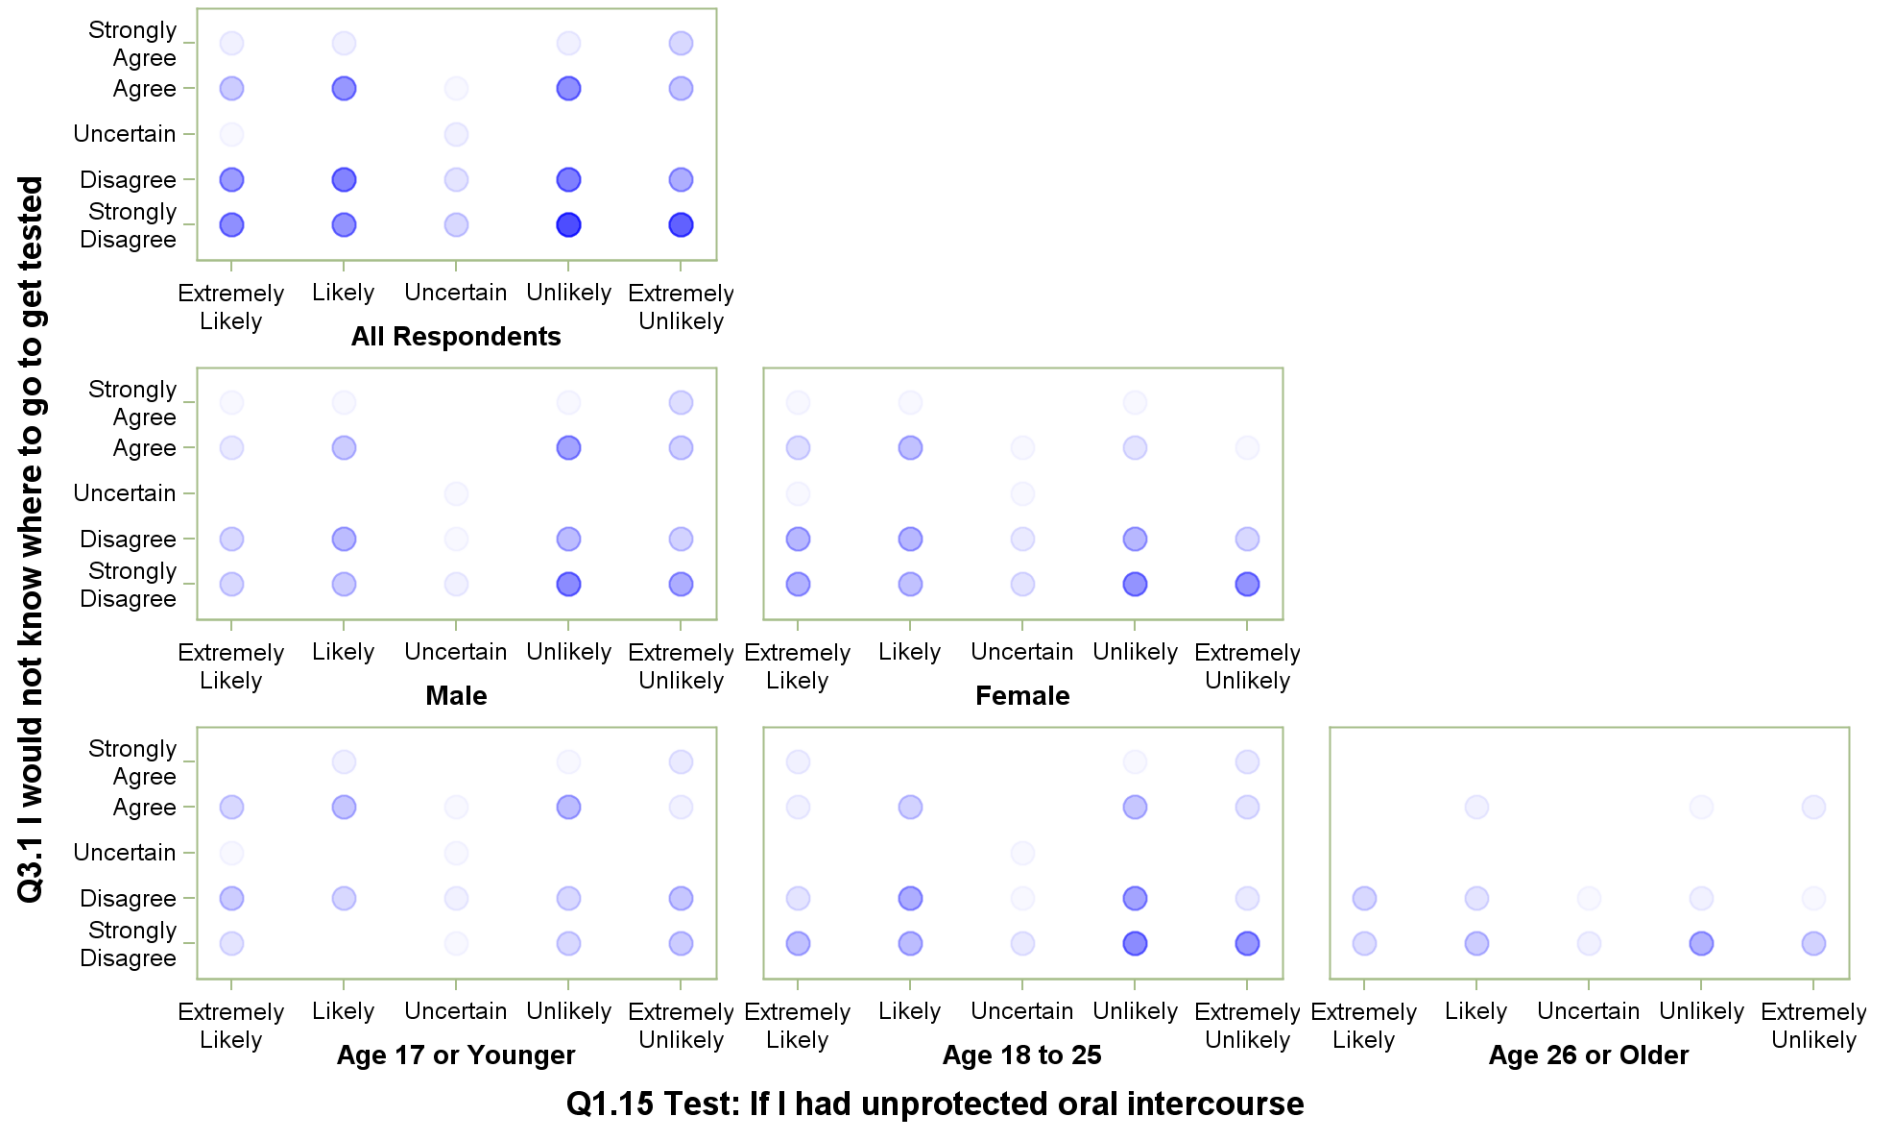 Q3.1 I would not know where to go to get tested
Strongly
Agree
Agree
Uncertain
Disagree
Strongly
Disagree
Extremely
Likely
Likely
Uncertain
Unlikely
Extremely
Unlikely
All Respondents
Strongly
Agree
Agree
Uncertain
Disagree
Strongly
Disagree
Extremely
Likely
Likely
Uncertain
Unlikely
Extremely
Unlikely
Male
Extremely
Likely
Likely
Uncertain
Unlikely
Extremely
Unlikely
Female
Strongly
Agree
Agree
Uncertain
Disagree
Strongly
Disagree
Extremely
Likely
Likely
Uncertain
Unlikely
Extremely
Unlikely
Age 17 or Younger
Extremely
Likely
Likely
Uncertain
Unlikely
Extremely
Unlikely
Age 18 to 25
Extremely
Likely
Likely
Uncertain
Unlikely
Extremely
Unlikely
Age 26 or Older
Q1.15 Test: If I had unprotected oral intercourse